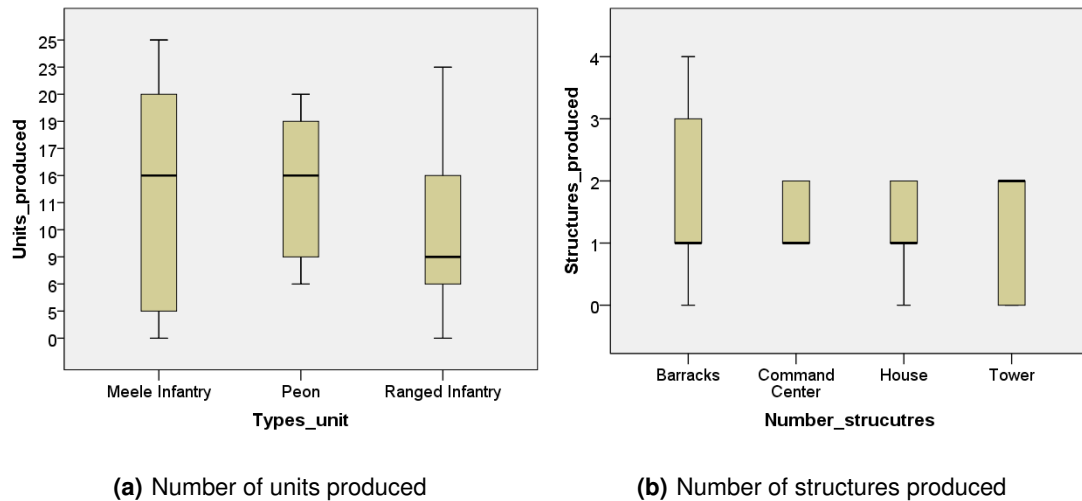 Units_produced
25
23
20
19
17
16
11
10
9
6
5
0
Meele Infantry
Peon
Ranged Infantry
Types_unit
(a) Number of units produced
Structures_produced
4
3
2
1
0
Barracks
Command
Center
House
Tower
Number_strucutres
(b) Number of structures produced